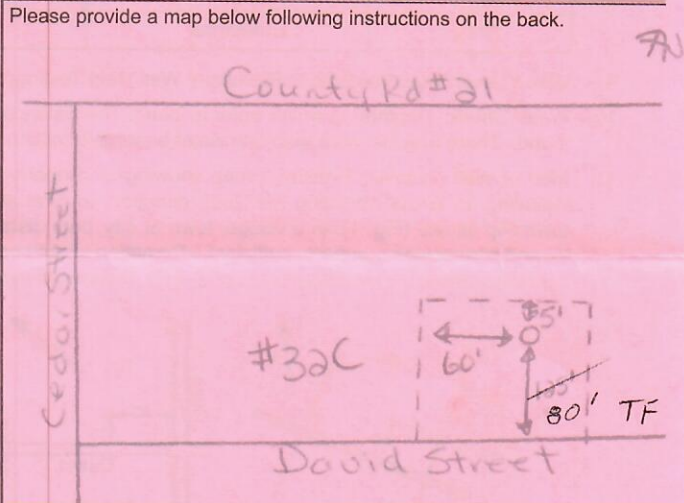 Please provide a map below following instructions on the back.
N
County Rd #21
Cedar Street
5'
60'
#32C
125'
80' TF
David Street